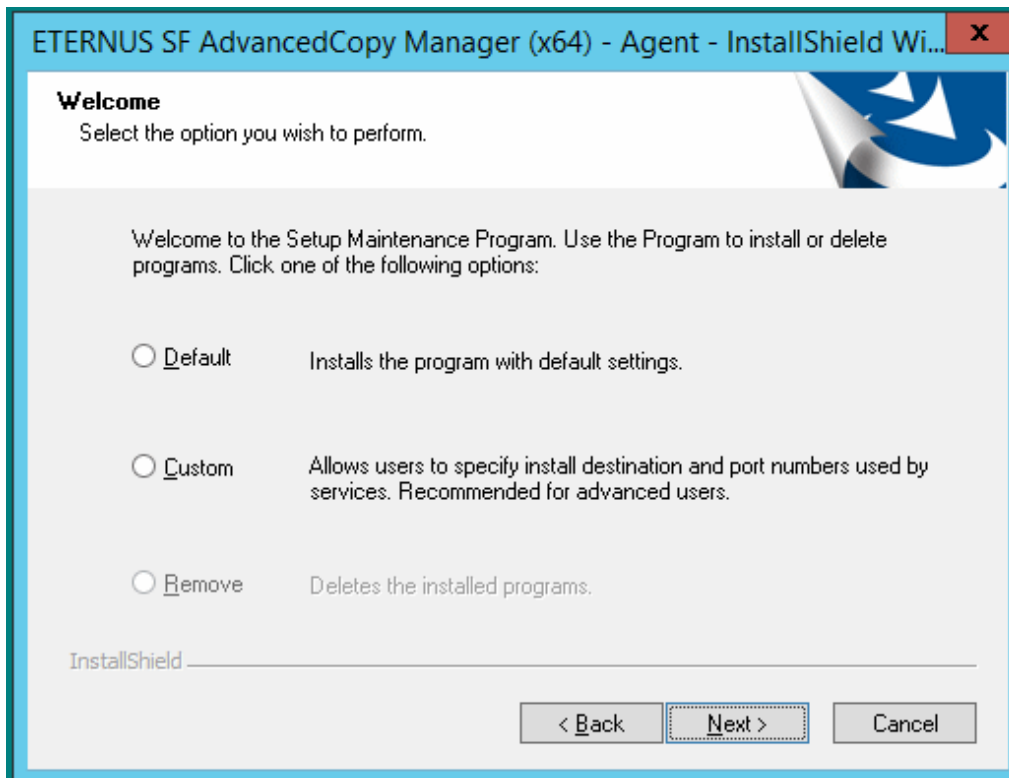 ETERNUS SF AdvancedCopy Manager (x64) - Agent - InstallShield Wi...
x
Welcome
Select the option you wish to perform.
Welcome to the Setup Maintenance Program. Use the Program to install or delete
programs. Click one of the following options:
Default
Installs the program with default settings.
Custom
Allows users to specify install destination and port numbers used by
services. Recommended for advanced users.
Remove
Deletes the installed programs.
InstallShield
< Back
Next >
Cancel